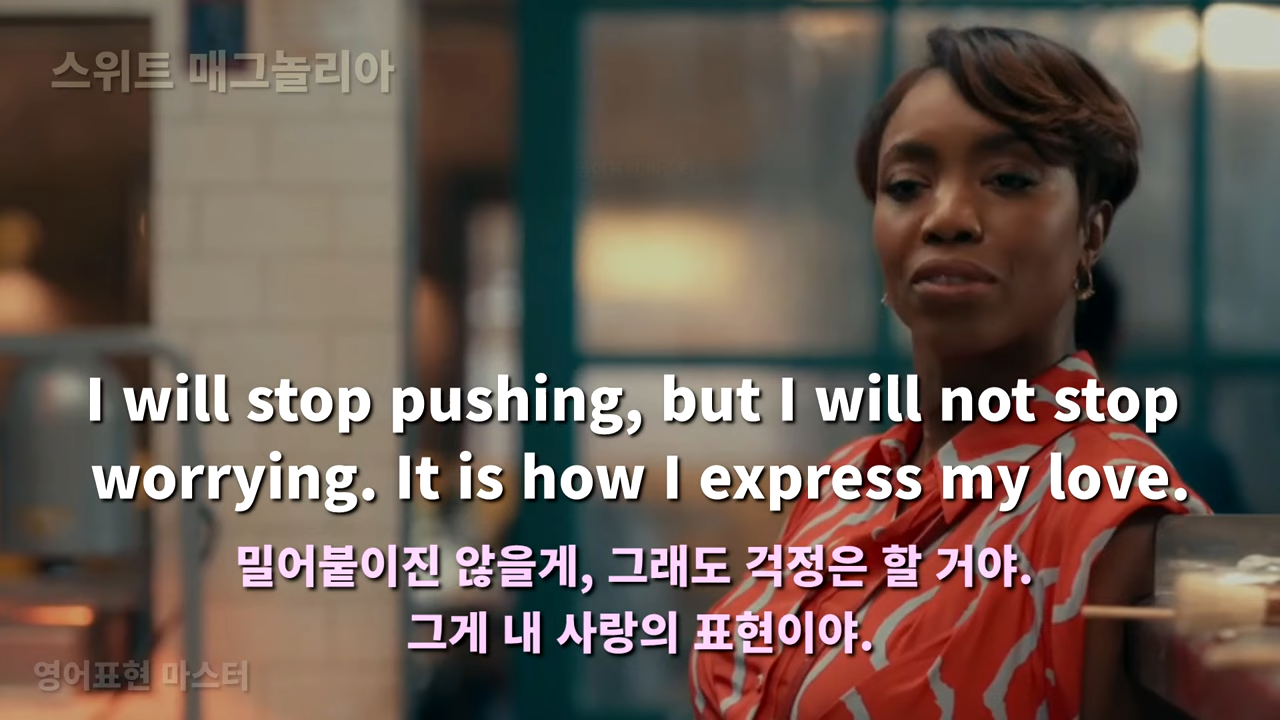 스위트 매그놀리아
I will stop pushing, but I will not stop
worrying. It is how I express my love.
밀어붙이진 않을게, 그래도 걱정은 할 거야.
그게 내 사랑의 표현이야.
영어표현 마스터